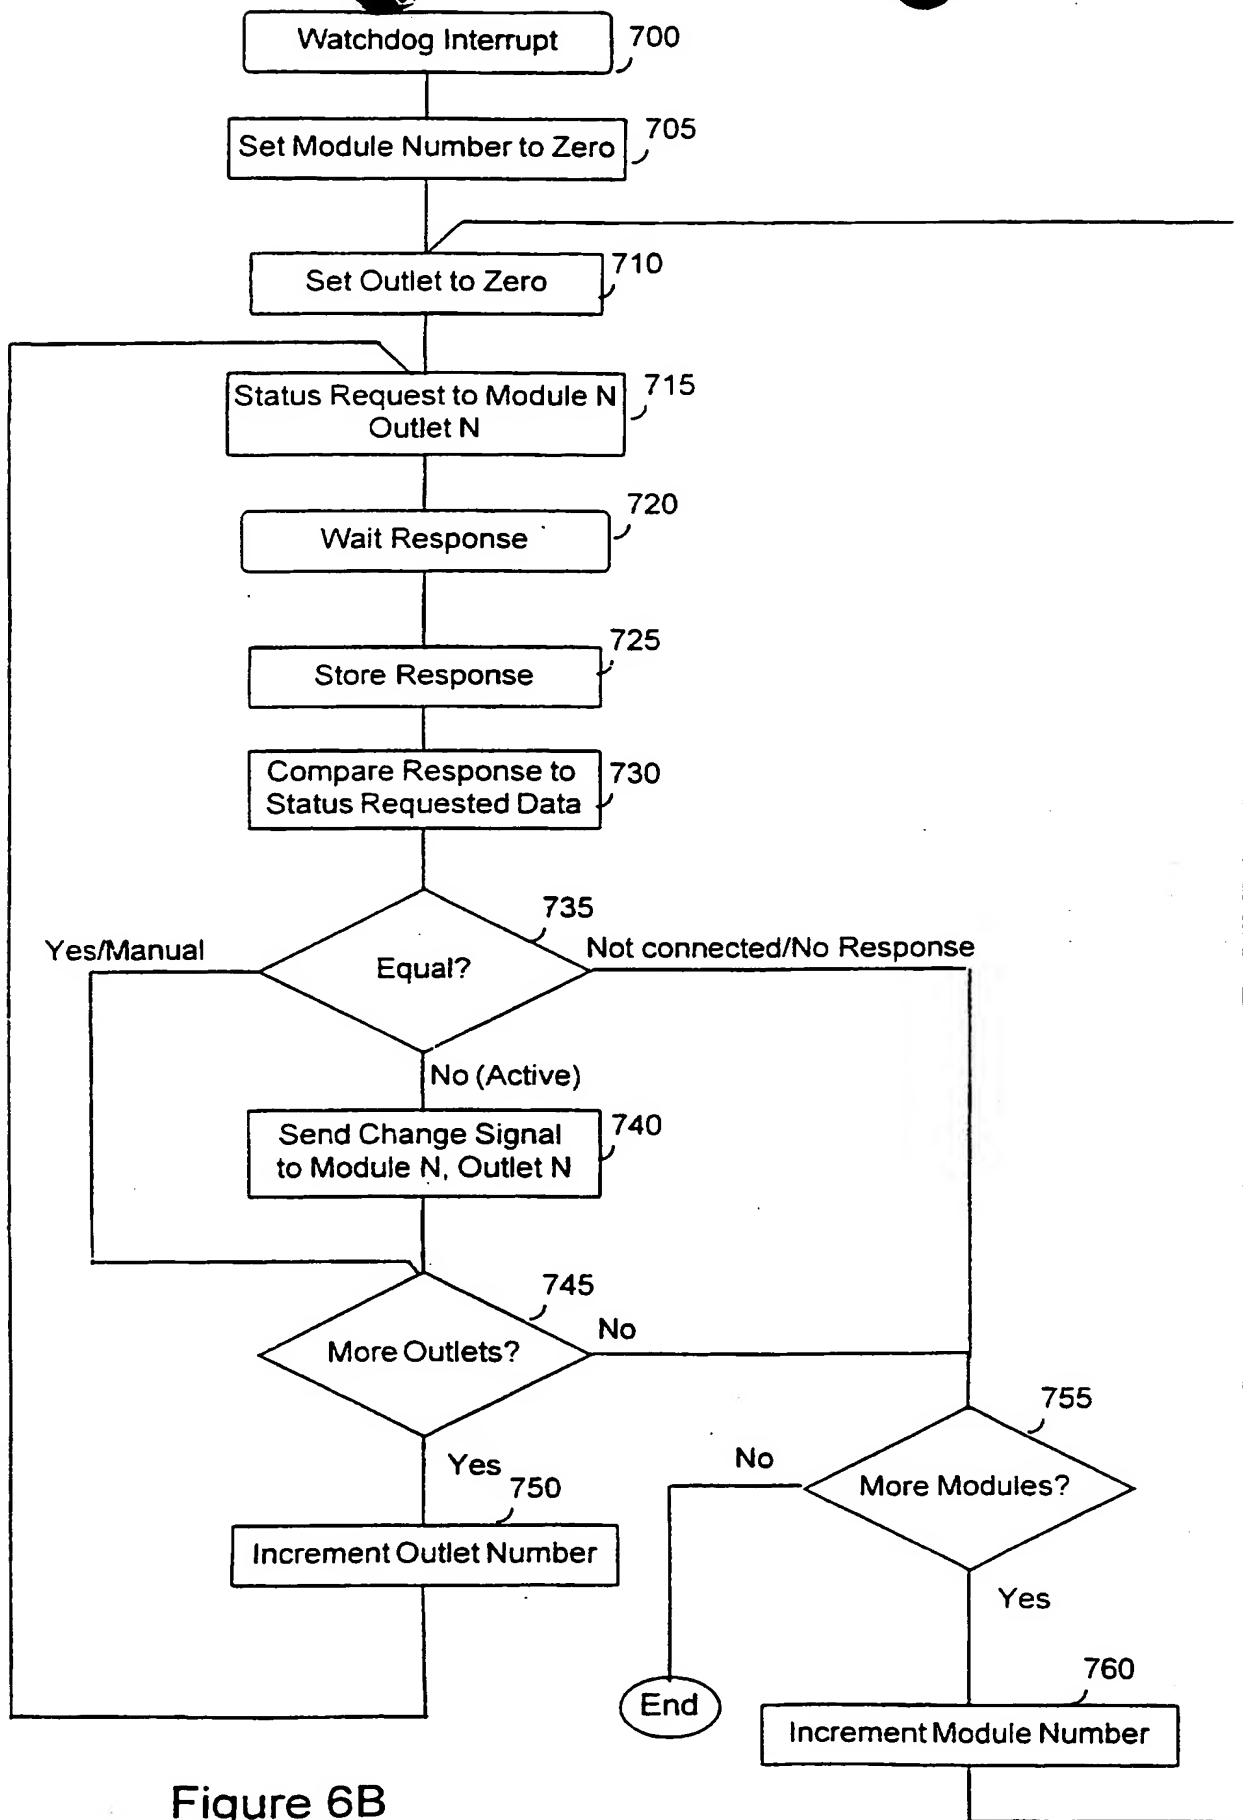 Watchdog Interrupt
700
Set Module Number to Zero
705
Set Outlet to Zero
710
Status Request to Module N
Outlet N
715
Wait Response
720
Store Response
725
Compare Response to
Status Requested Data
730
735
Yes/Manual
Equal?
Not connected/No Response
No (Active)
Send Change Signal
to Module N, Outlet N
740
745
More Outlets?
No
755
Yes
No
More Modules?
750
Increment Outlet Number
Yes
760
End
Increment Module Number
Figure 6B